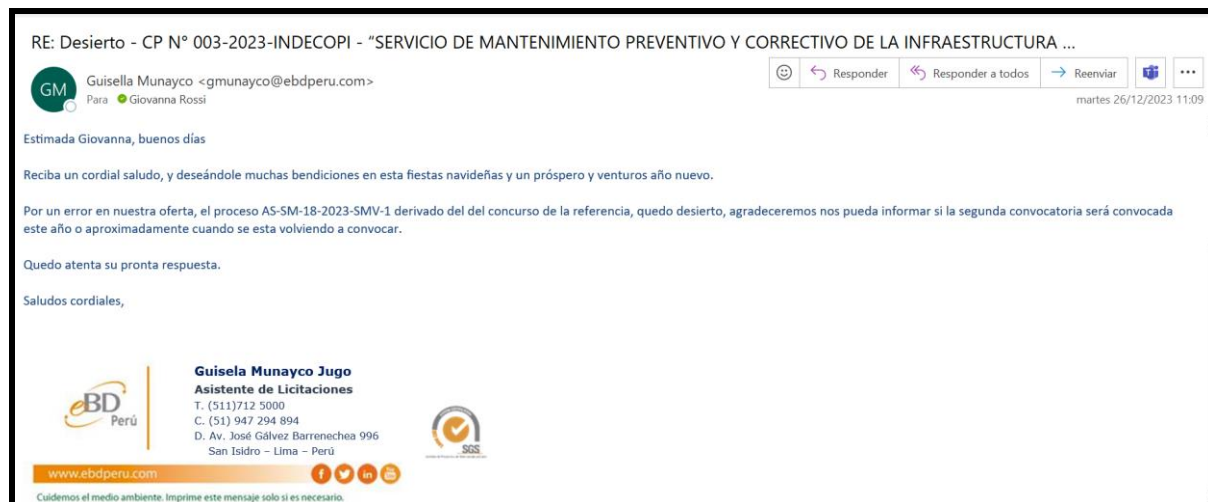 RE: Desierto - CP N° 003-2023-INDECOPI - “SERVICIO DE MANTENIMIENTO PREVENTIVO Y CORRECTIVO DE LA INFRAESTRUCTURA ...
GM
Guisella Munayco <gmunayco@ebdperu.com>
Para Giovanna Rossi
Responder
Responder a todos
Reenviar
martes 26/12/2023 11:09
Estimada Giovanna, buenos días
Reciba un cordial saludo, y deseándole muchas bendiciones en esta fiestas navideñas y un próspero y venturos año nuevo.
Por un error en nuestra oferta, el proceso AS-SM-18-2023-SMV-1 derivado del del concurso de la referencia, quedo desierto, agradeceremos nos pueda informar si la segunda convocatoria será convocada
este año o aproximadamente cuando se esta volviendo a convocar.
Quedo atenta su pronta respuesta.
Saludos cordiales,
eBD
Perú
Guisela Munayco Jugo
Asistente de Licitaciones
T. (511)712 5000
C. (51) 947 294 894
D. Av. José Gálvez Barrenechea 996
San Isidro – Lima – Perú
SGS
www.ebdperu.com
Cuidemos el medio ambiente. Imprime este mensaje solo si es necesario.